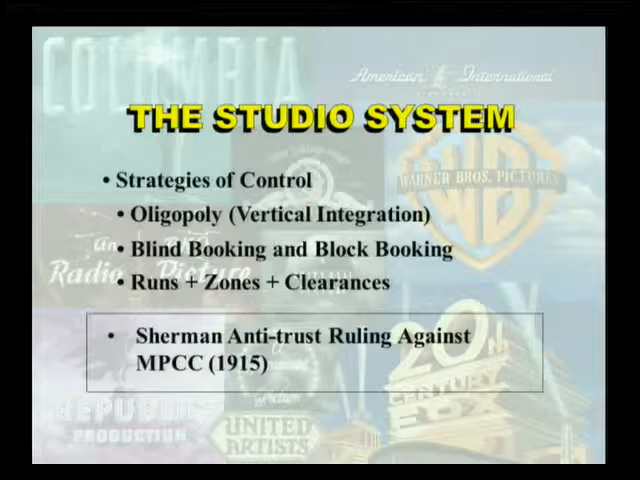 COLUMBIA
American International
THE STUDIO SYSTEM
• Strategies of Control
WARNER BROS. PICTURES
WB
• Oligopoly (Vertical Integration)
An
Radio Picture
• Blind Booking and Block Booking
• Runs + Zones + Clearances
• Sherman Anti-trust Ruling Against
MPCC (1915)
20TH
CENTURY
FOX
REPUBLIC
PRODUCTION
UNITED
ARTISTS